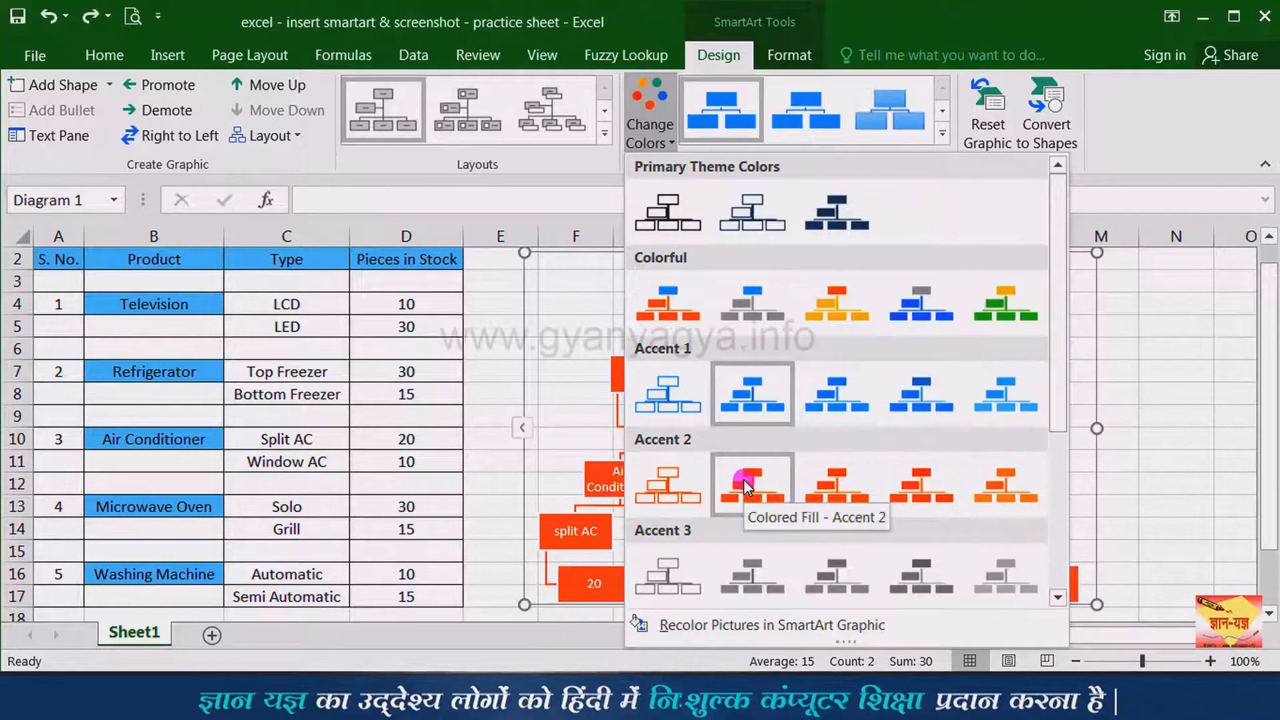 excel - insert smartart & screenshot - practice sheet - Excel
SmartArt Tools
File Home Insert Page Layout Formulas Data Review View Fuzzy Lookup Design Format Tell me what you want to do... Sign in Share
Add Shape Promote Move Up
Add Bullet Demote Move Down
Text Pane Right to Left Layout
Create Graphic
Layouts
Change Colors
Reset Graphic
Convert to Shapes
Diagram 1
fx
Primary Theme Colors
Colorful
Accent 1
Accent 2
Colored Fill - Accent 2
Accent 3
Recolor Pictures in SmartArt Graphic
A B C D E F M N O
2 S. No. Product Type Pieces in Stock
3
4 1 Television LCD 10
5 LED 30
6
7 2 Refrigerator Top Freezer 30
8 Bottom Freezer 15
9
10 3 Air Conditioner Split AC 20
11 Window AC 10
12
13 4 Microwave Oven Solo 30
14 Grill 15
15
16 5 Washing Machine Automatic 10
17 Semi Automatic 15
18
www.gyanyagya.info
Ai
Condit
split AC
20
Sheet1
ज्ञान-यज्ञ
Ready Average: 15 Count: 2 Sum: 30 100%
ज्ञान यज्ञ का उद्देश्य लोगों को हिंदी में निःशुल्क कंप्यूटर शिक्षा प्रदान करना है |